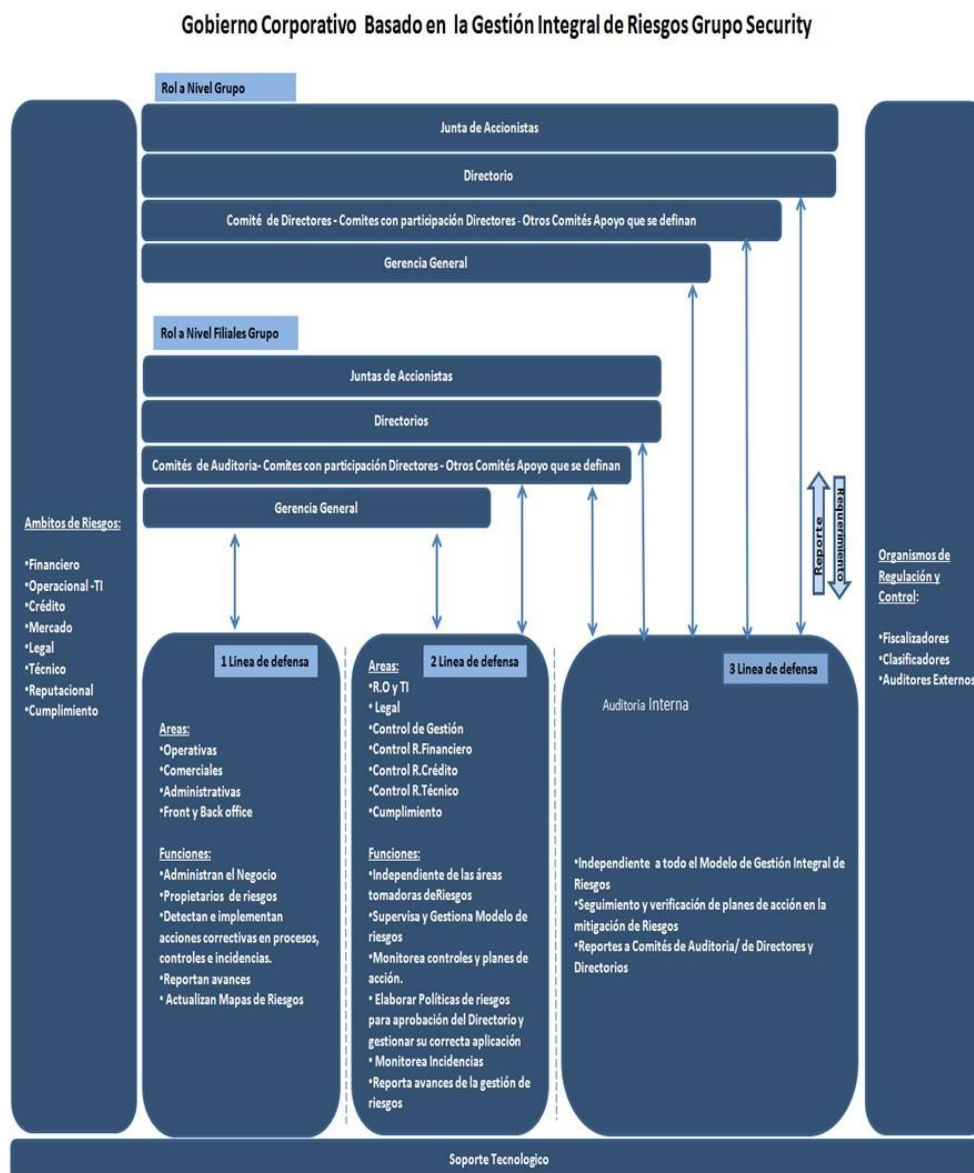 Gobierno Corporativo Basado en la Gestión Integral de Riesgos Grupo Security
Rol a Nivel Grupo
Junta de Accionistas
Directorio
Comité de Directores - Comites con participación Directores - Otros Comités Apoyo que se definan
Gerencia General
Rol a Nivel Filiales Grupo
Juntas de Accionistas
Directorios
Comités de Auditoria- Comites con participación Directores - Otros Comités Apoyo que se definan
Gerencia General
Ambitos de Riesgos:
•Financiero
•Operacional -TI
•Crédito
•Mercado
•Legal
•Técnico
•Reputacional
•Cumplimiento
Reporte
Requerimiento
Organismos de
Regulación y
Control:
•Fiscalizadores
•Clasificadores
•Auditores Externos
1 Linea de defensa
Areas:
•Operativas
•Comerciales
•Administrativas
•Front y Back office
Funciones:
•Administran el Negocio
•Propietarios de riesgos
•Detectan e implementan
acciones correctivas en procesos,
controles e incidencias.
•Reportan avances
• Actualizan Mapas de Riesgos
2 Linea de defensa
Areas:
•R.O y TI
• Legal
•Control de Gestión
•Control R.Financiero
•Control R.Crédito
•Control R.Técnico
•Cumplimiento
Funciones:
•Independiente de las áreas
tomadoras deRiesgos
•Supervisa y Gestiona Modelo de
riesgos
•Monitorea controles y planes de
acción.
• Elaborar Políticas de riesgos
para aprobación del Directorio y
gestionar su correcta aplicación
• Monitorea Incidencias
•Reporta avances de la gestión de
riesgos
3 Linea de defensa
Auditoria Interna
•Independiente a todo el Modelo de Gestión Integral de
Riesgos
•Seguimiento y verificación de planes de acción en la
mitigación de Riesgos
•Reportes a Comités de Auditoria/ de Directores y
Directorios
Soporte Tecnologico